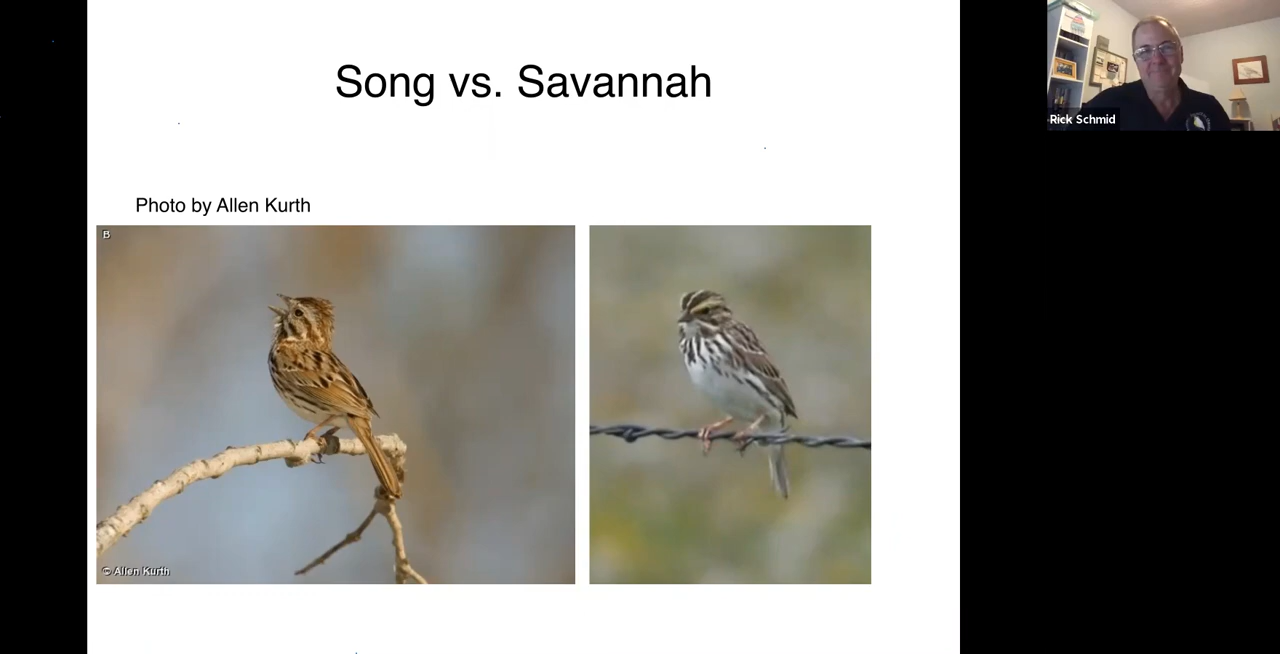 Song vs. Savannah
Rick Schmid
Photo by Allen Kurth
B
© Allen Kurth